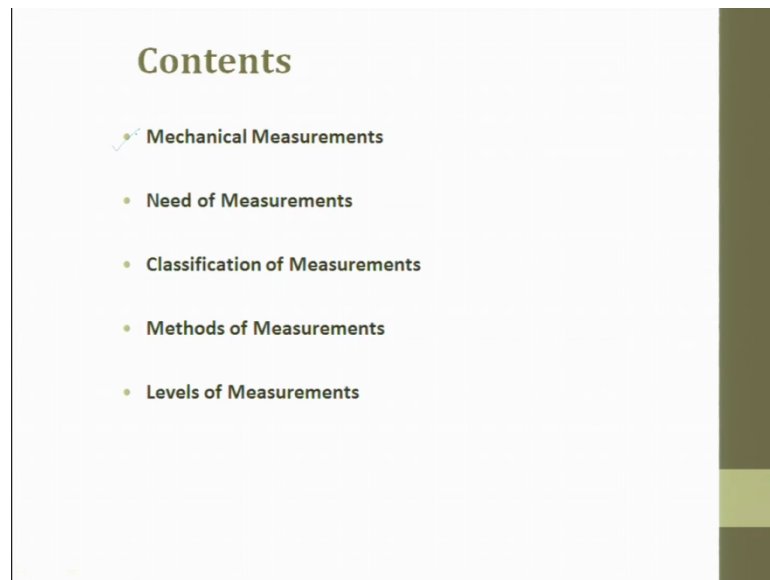 Contents
• Mechanical Measurements
• Need of Measurements
• Classification of Measurements
• Methods of Measurements
• Levels of Measurements